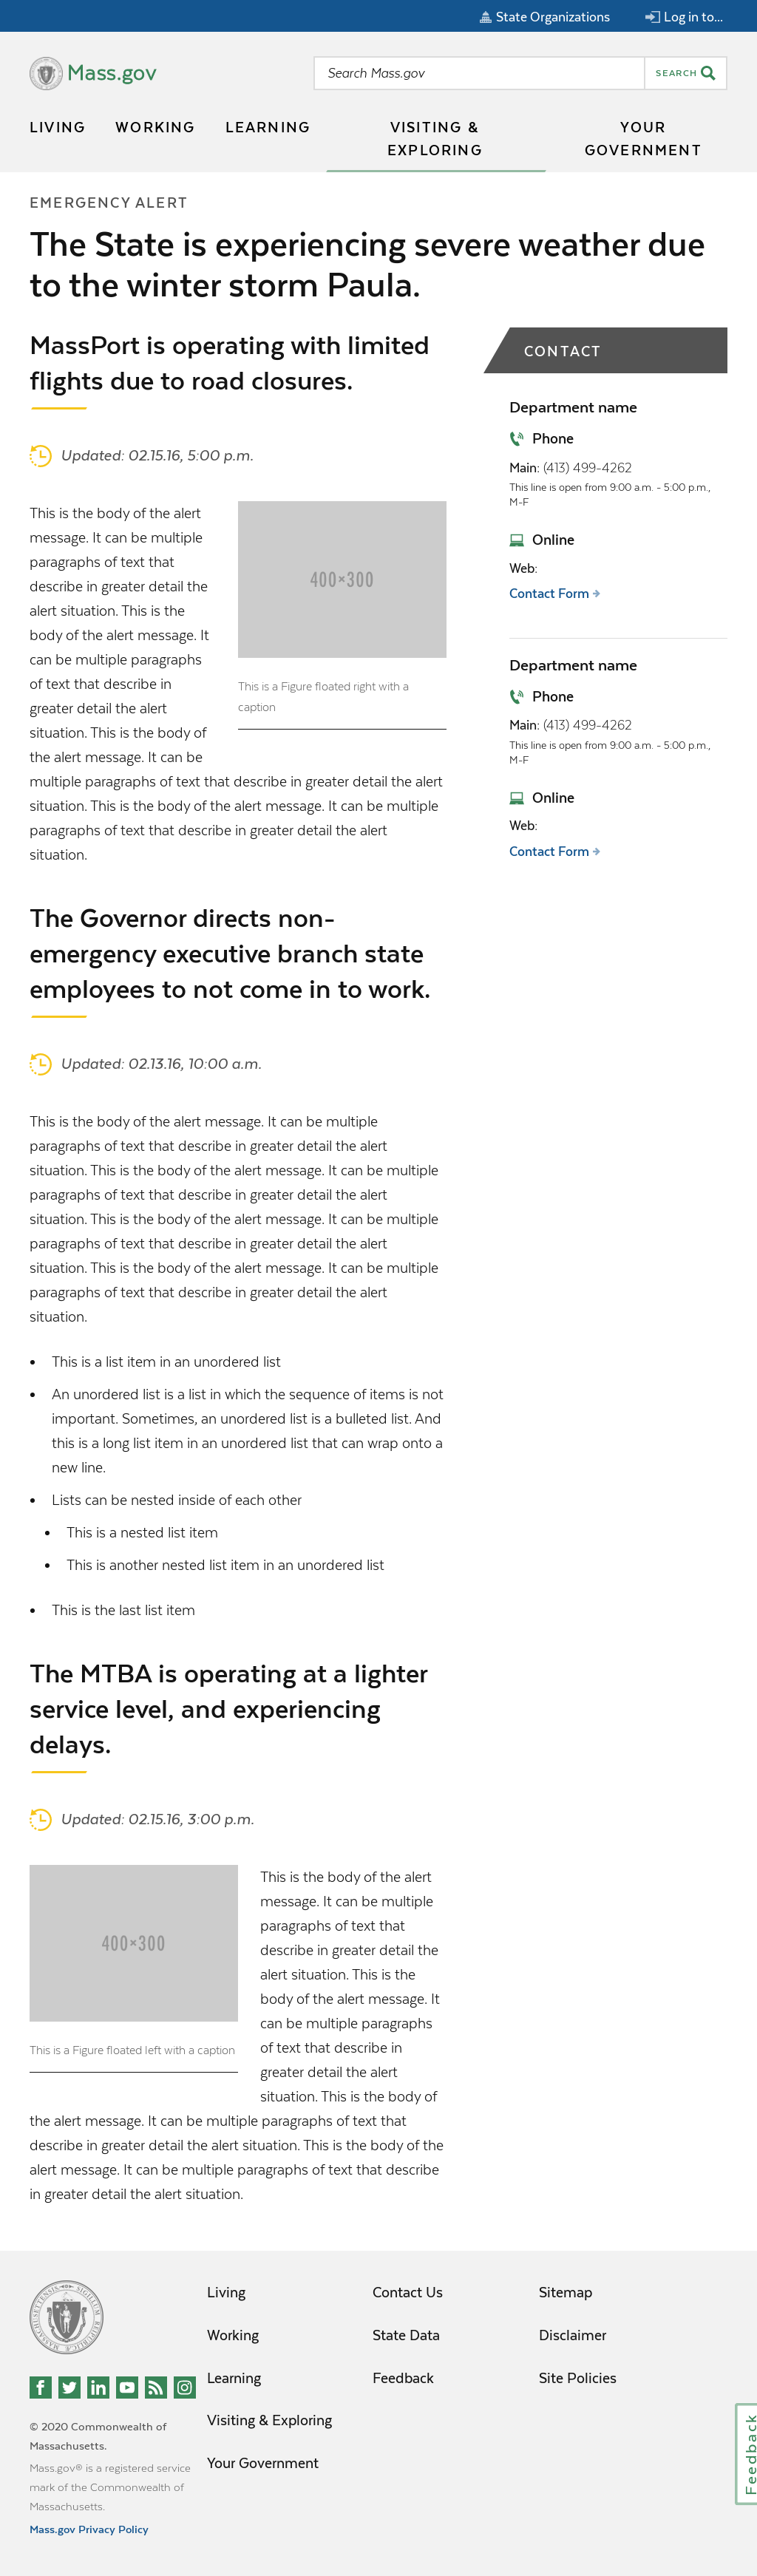 State Organizations
Log in to...
Mass.gov
Search Mass.gov
SEARCH
LIVING
WORKING
LEARNING
VISITING &
EXPLORING
YOUR
GOVERNMENT
EMERGENCY ALERT
The State is experiencing severe weather due
to the winter storm Paula.
MassPort is operating with limited
flights due to road closures.
Updated: 02.15.16, 5:00 p.m.
This is the body of the alert
message. It can be multiple
paragraphs of text that
describe in greater detail the
alert situation. This is the
body of the alert message. It
can be multiple paragraphs
of text that describe in
greater detail the alert
situation. This is the body of
the alert message. It can be
multiple paragraphs of text that describe in greater detail the alert
situation. This is the body of the alert message. It can be multiple
paragraphs of text that describe in greater detail the alert
situation.
400×300
This is a Figure floated right with a
caption
The Governor directs non-
emergency executive branch state
employees to not come in to work.
Updated: 02.13.16, 10:00 a.m.
This is the body of the alert message. It can be multiple
paragraphs of text that describe in greater detail the alert
situation. This is the body of the alert message. It can be multiple
paragraphs of text that describe in greater detail the alert
situation. This is the body of the alert message. It can be multiple
paragraphs of text that describe in greater detail the alert
situation. This is the body of the alert message. It can be multiple
paragraphs of text that describe in greater detail the alert
situation.
• This is a list item in an unordered list
• An unordered list is a list in which the sequence of items is not
important. Sometimes, an unordered list is a bulleted list. And
this is a long list item in an unordered list that can wrap onto a
new line.
• Lists can be nested inside of each other
• This is a nested list item
• This is another nested list item in an unordered list
• This is the last list item
The MTBA is operating at a lighter
service level, and experiencing
delays.
Updated: 02.15.16, 3:00 p.m.
400×300
This is a Figure floated left with a caption
This is the body of the alert
message. It can be multiple
paragraphs of text that
describe in greater detail the
alert situation. This is the
body of the alert message. It
can be multiple paragraphs
of text that describe in
greater detail the alert
situation. This is the body of
the alert message. It can be multiple paragraphs of text that
describe in greater detail the alert situation. This is the body of the
alert message. It can be multiple paragraphs of text that describe
in greater detail the alert situation.
CONTACT
Department name
Phone
Main: (413) 499-4262
This line is open from 9:00 a.m. - 5:00 p.m.,
M-F
Online
Web:
Contact Form
Department name
Phone
Main: (413) 499-4262
This line is open from 9:00 a.m. - 5:00 p.m.,
M-F
Online
Web:
Contact Form
© 2020 Commonwealth of
Massachusetts.
Mass.gov® is a registered service
mark of the Commonwealth of
Massachusetts.
Mass.gov Privacy Policy
Living
Working
Learning
Visiting & Exploring
Your Government
Contact Us
State Data
Feedback
Sitemap
Disclaimer
Site Policies
Feedback